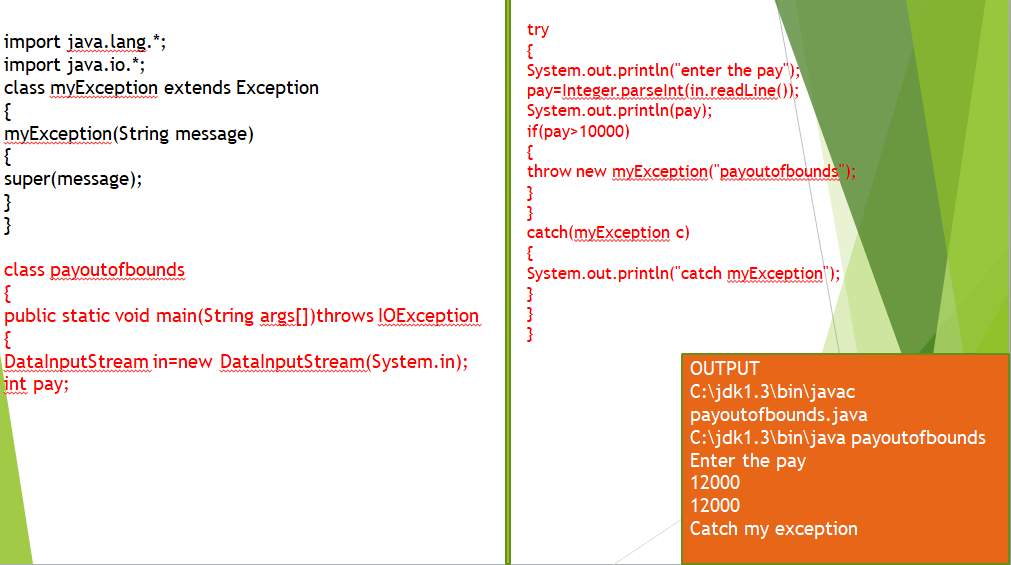 import java.lang.*;
import java.io.*;
class myException extends Exception
{
myException(String message)
{
super(message);
}
}
class payoutofbounds
{
public static void main(String args[])throws IOException
{
DataInputStream in=new DataInputStream(System.in);
int pay;
try
{
System.out.println("enter the pay");
pay=Integer.parseInt(in.readLine());
System.out.println(pay);
if(pay>10000)
{
throw new myException("payoutofbounds");
}
}
catch(myException c)
{
System.out.println("catch myException");
}
}
}
OUTPUT
C:\jdk1.3\bin\javac
payoutofbounds.java
C:\jdk1.3\bin\java payoutofbounds
Enter the pay
12000
12000
Catch my exception